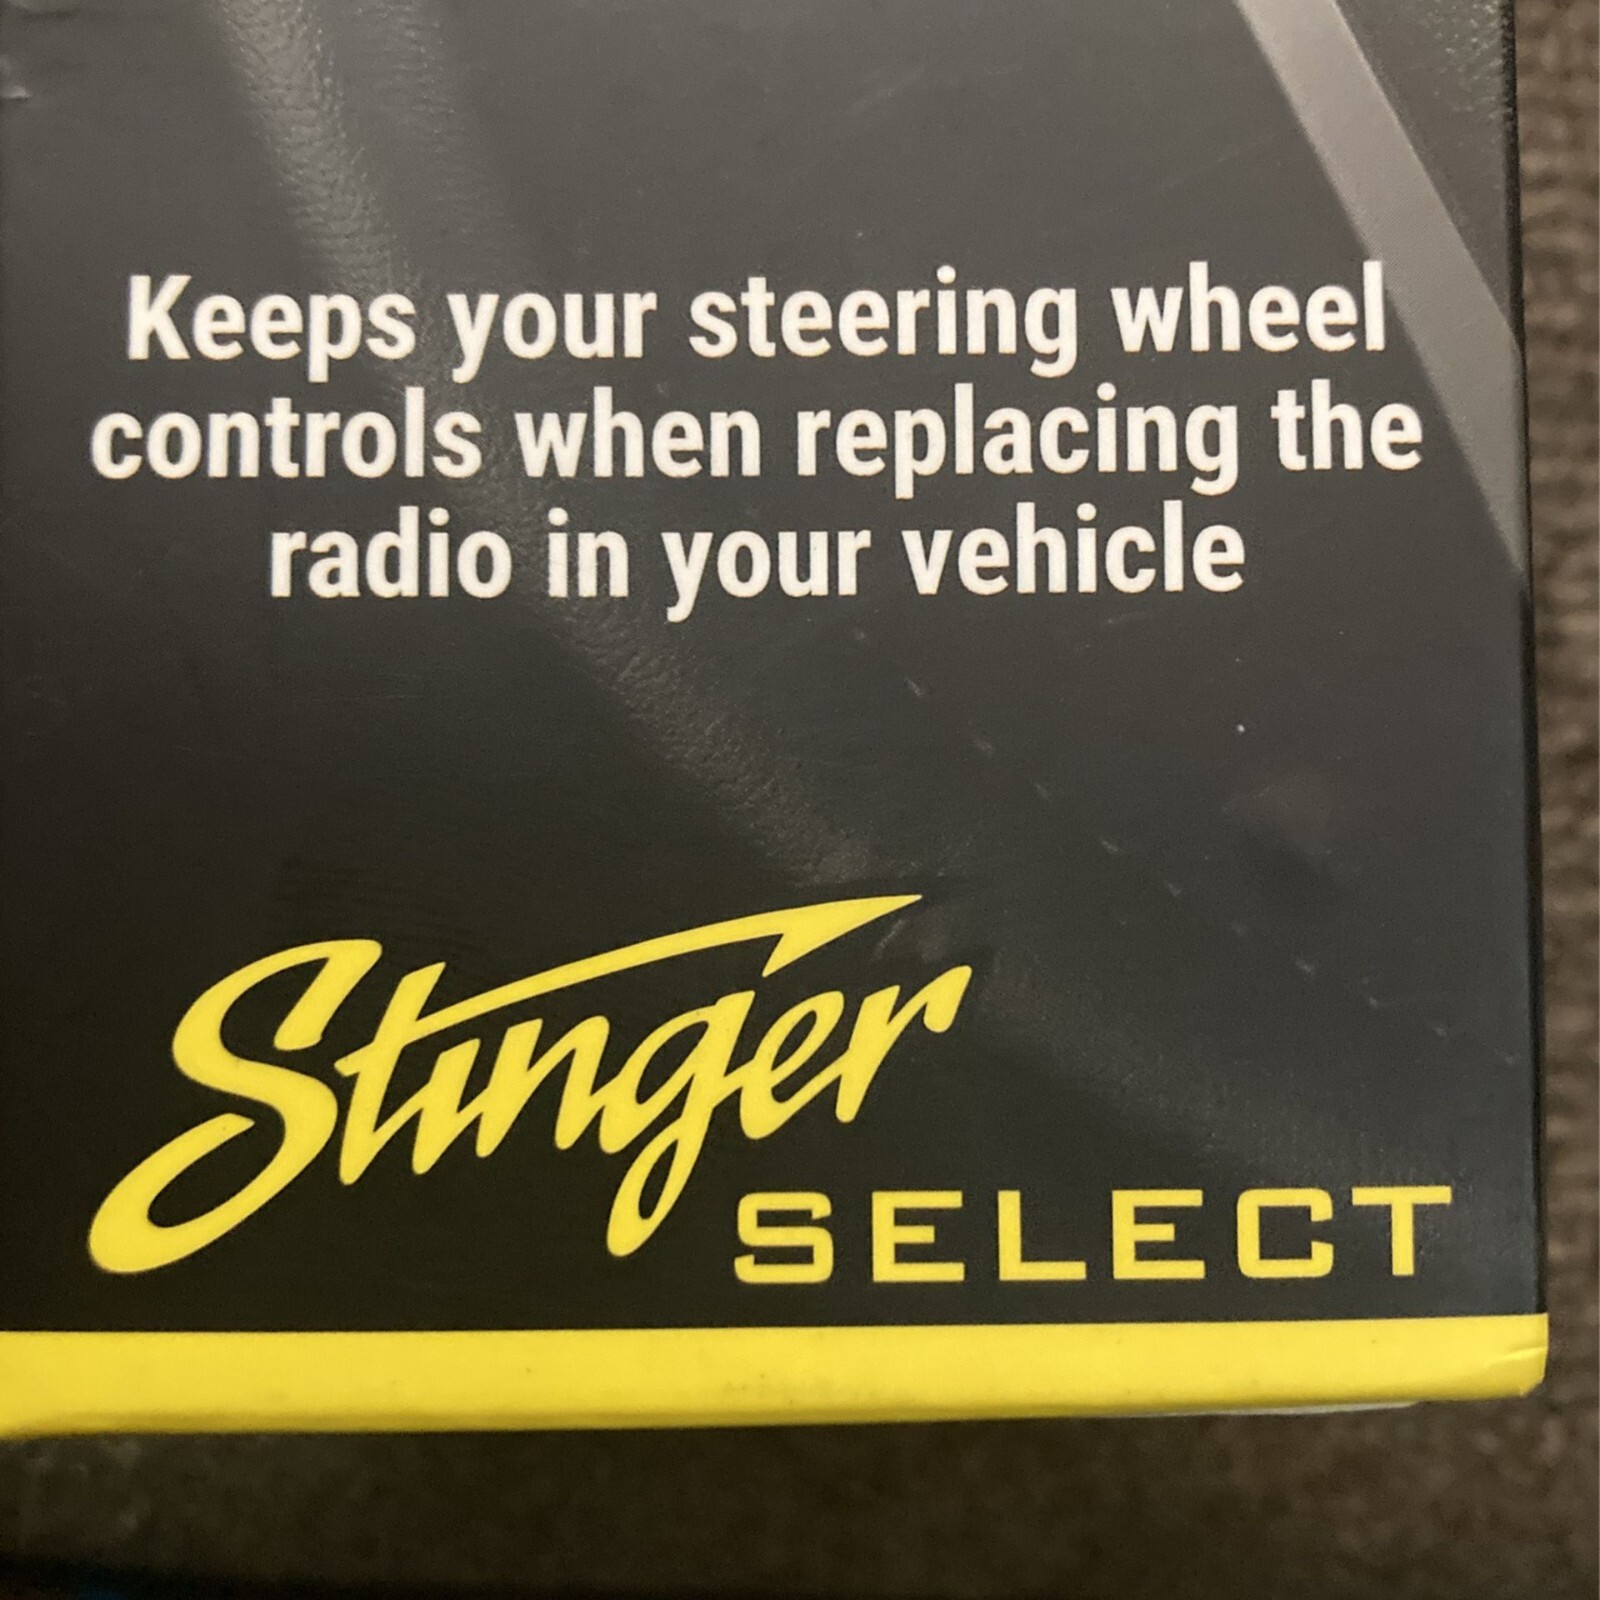 Keeps your steering wheel
controls when replacing the
radio in your vehicle
Stinger
SELECT